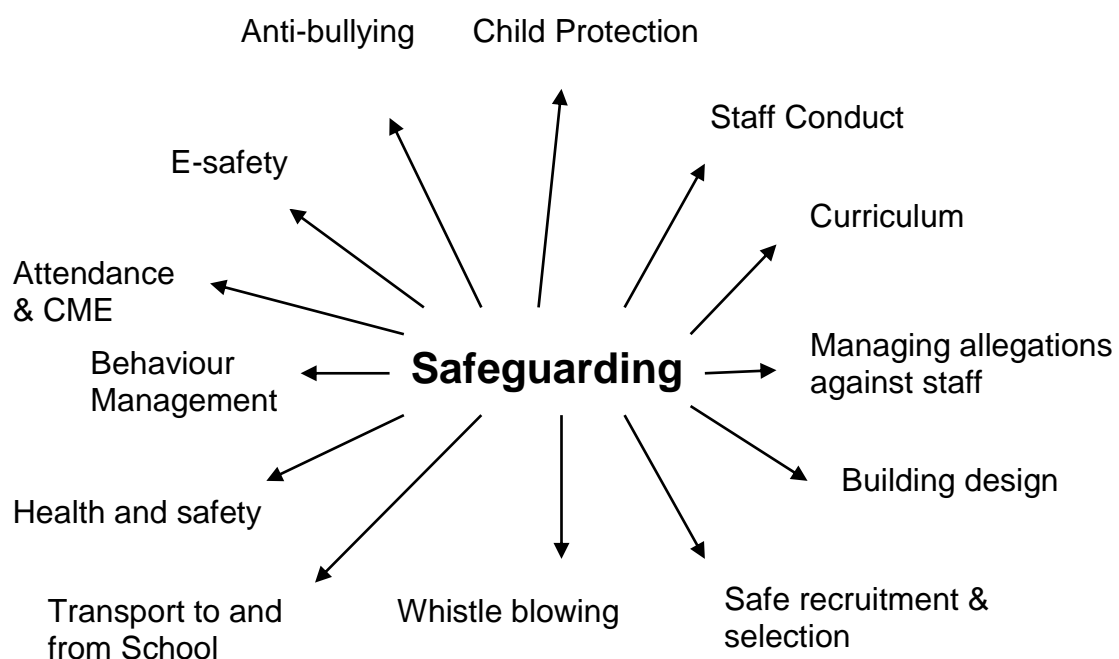 Anti-bullying
Child Protection
Staff Conduct
E-safety
Curriculum
Attendance
& CME
Safeguarding
Managing allegations
against staff
Behaviour
Management
Building design
Health and safety
Transport to and
from School
Whistle blowing
Safe recruitment &
selection